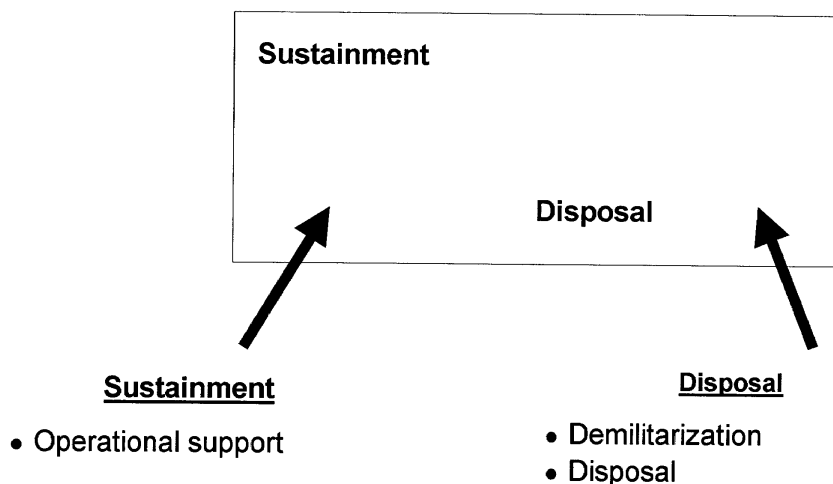 Sustainment
Disposal
Sustainment
• Operational support
Disposal
• Demilitarization
• Disposal